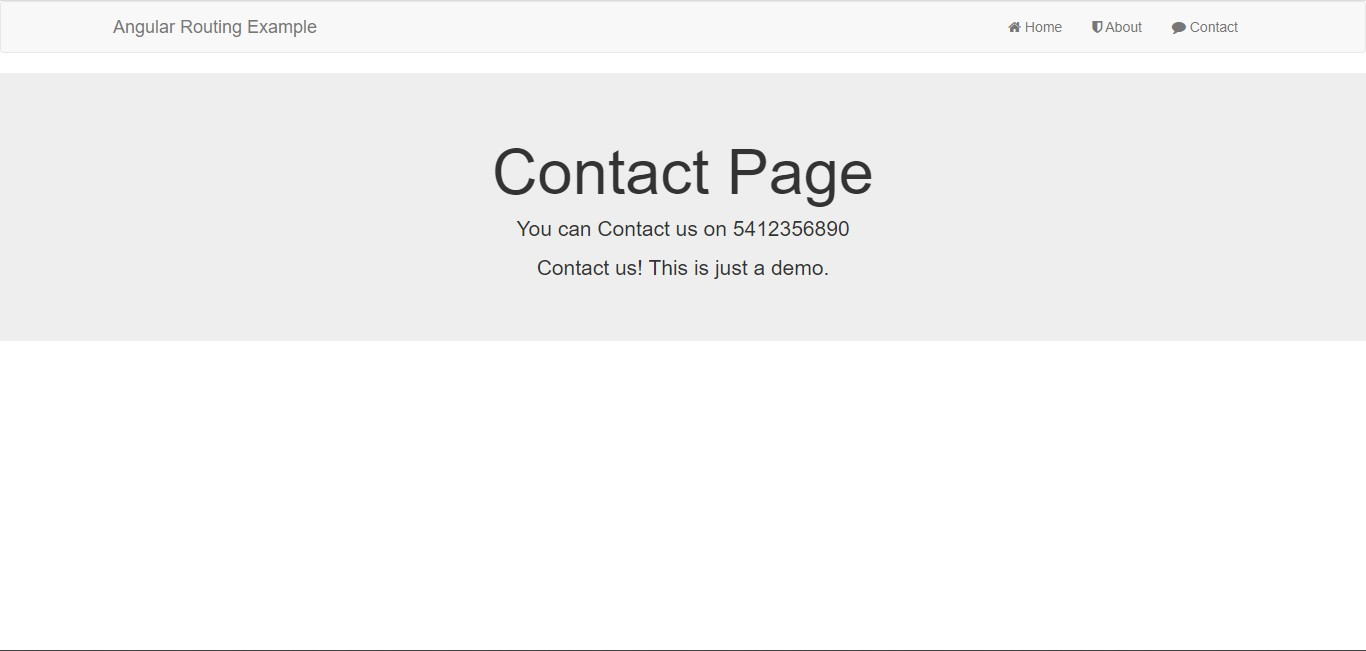 Angular Routing Example
Home About Contact
Contact Page
You can Contact us on 5412356890
Contact us! This is just a demo.